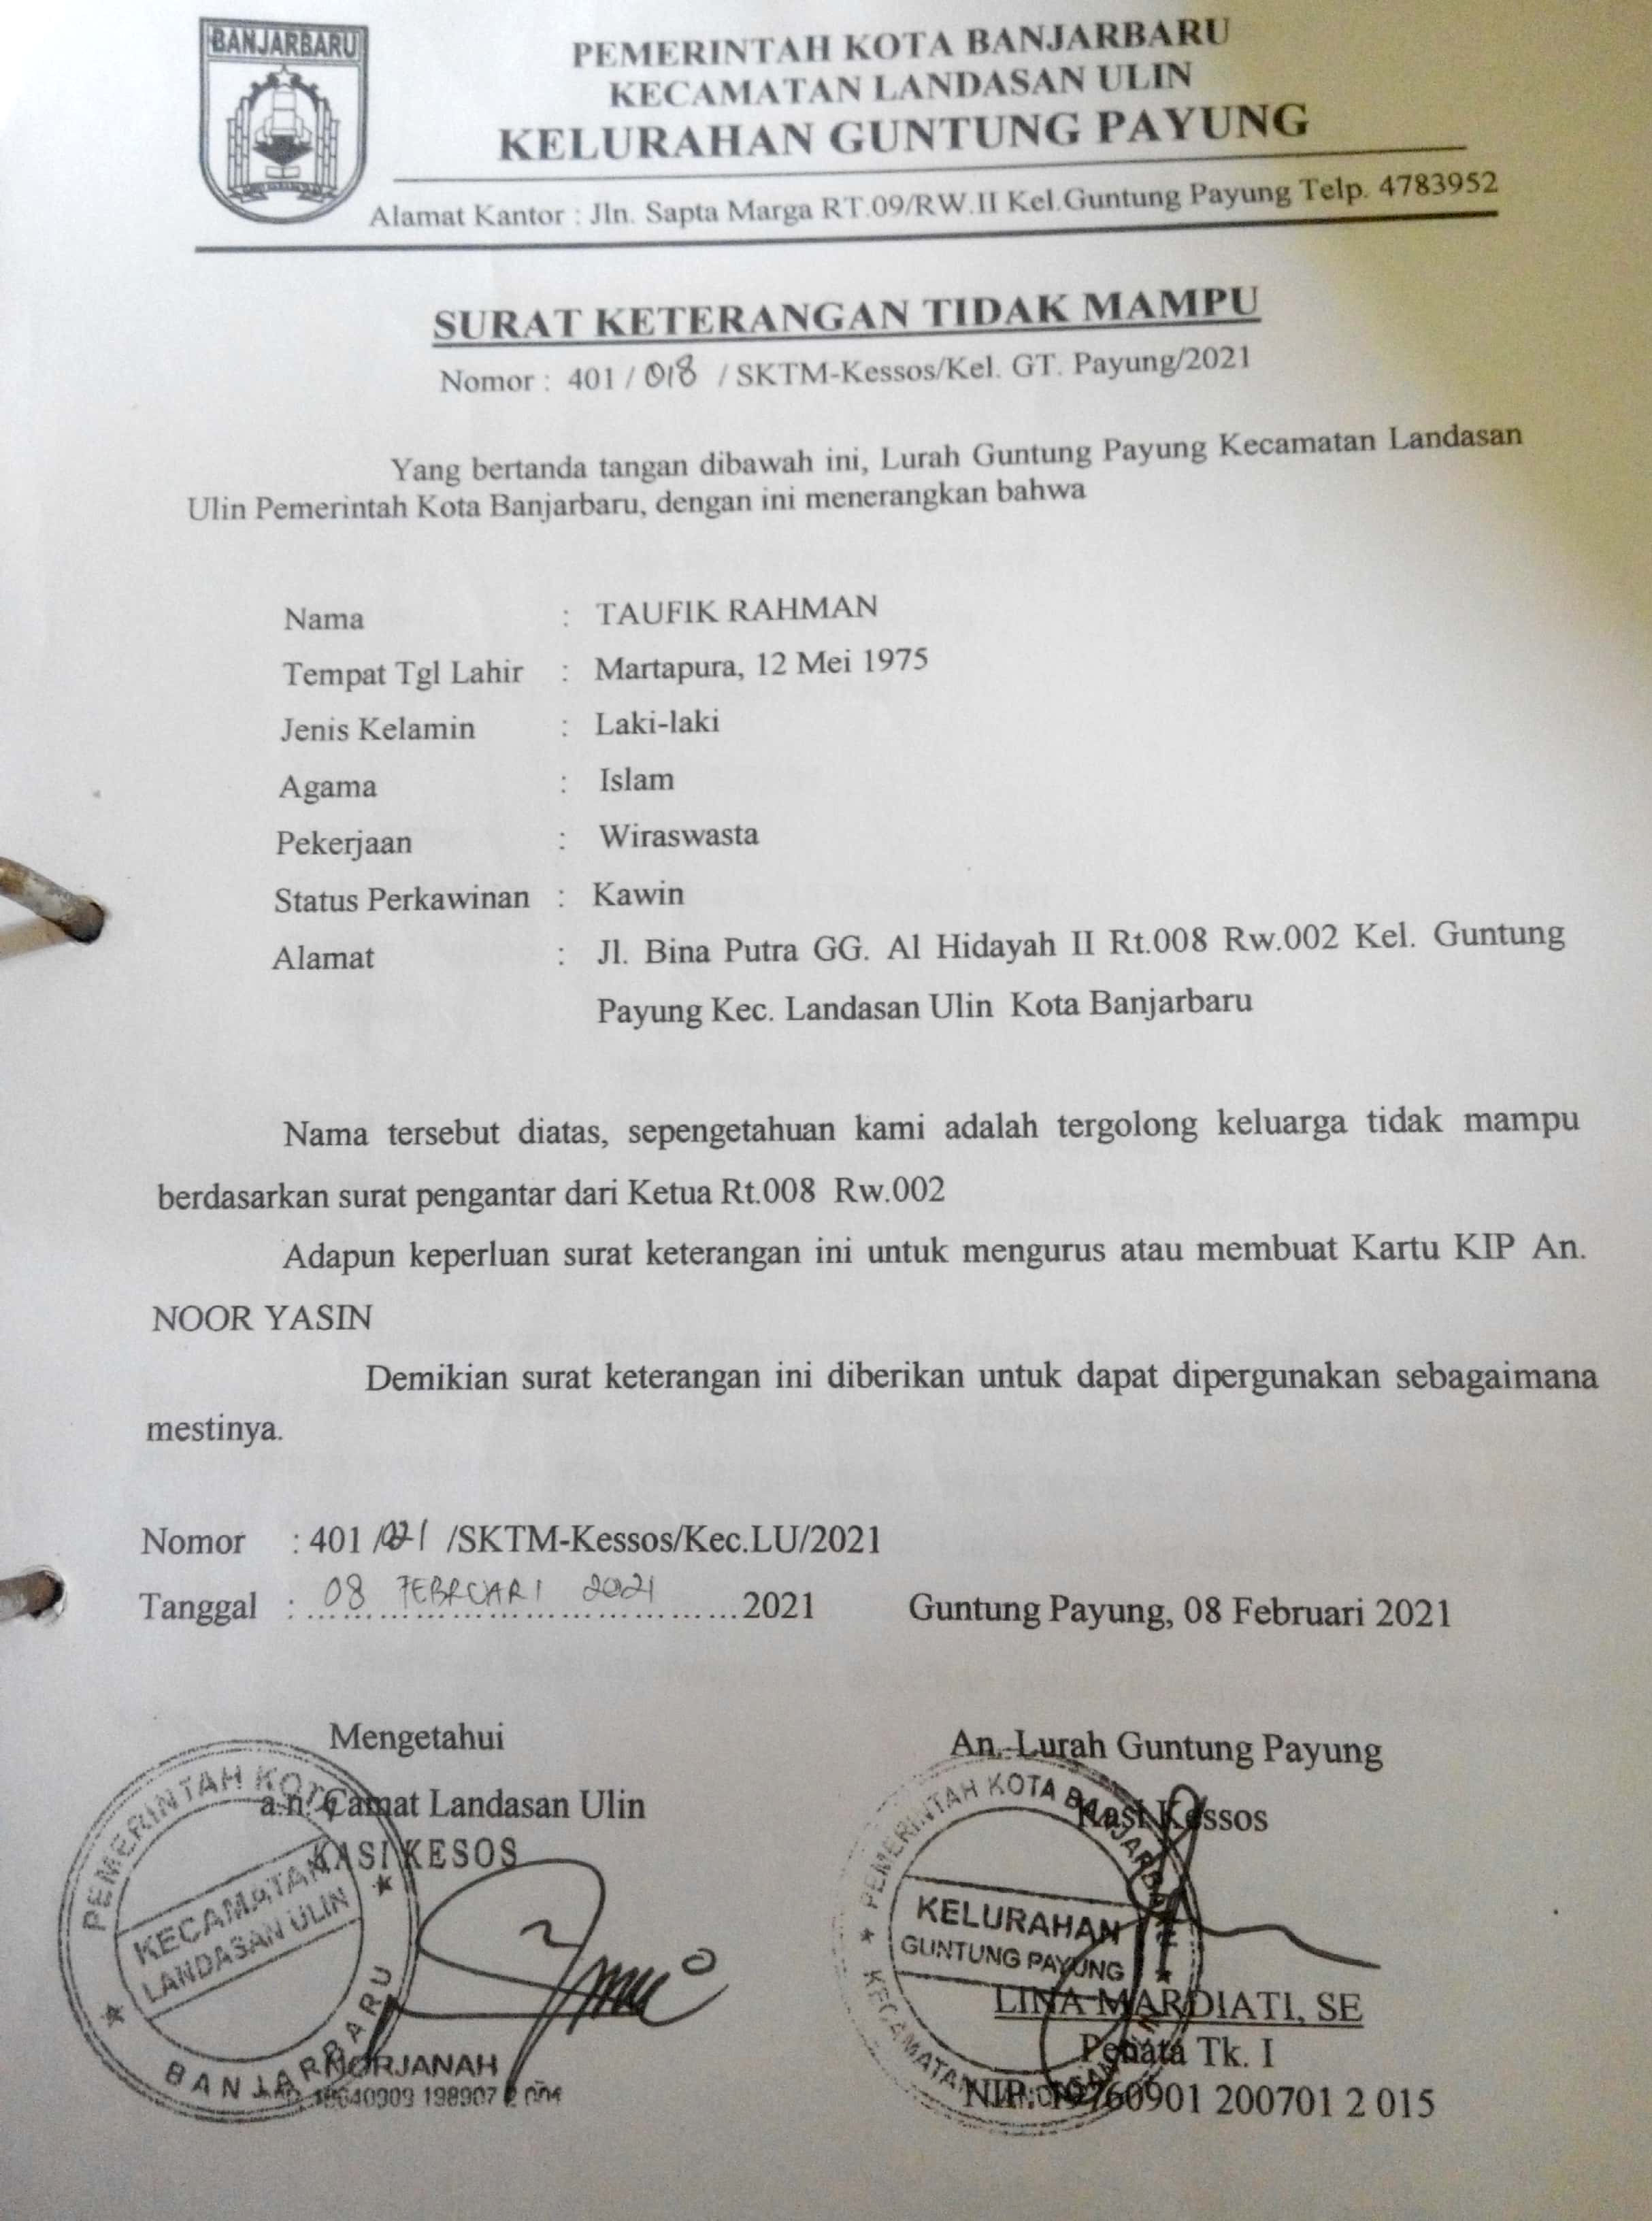 BANJARBARU
PEMERINTAH KOTA BANJARBARU
KECAMATAN LANDASAN ULIN
KELURAHAN GUNTUNG PAYUNG
Alamat Kantor : Jln. Sapta Marga RT.09/RW.II Kel.Guntung Payung Telp. 4783952
SURAT KETERANGAN TIDAK MAMPU
Nomor : 401 / 018 / SKTM-Kessos/Kel. GT. Payung/2021
Yang bertanda tangan dibawah ini, Lurah Guntung Payung Kecamatan Landasan
Ulin Pemerintah Kota Banjarbaru, dengan ini menerangkan bahwa
Nama : TAUFIK RAHMAN
Tempat Tgl Lahir : Martapura, 12 Mei 1975
Jenis Kelamin : Laki-laki
Agama : Islam
Pekerjaan : Wiraswasta
Status Perkawinan : Kawin
Alamat : Jl. Bina Putra GG. Al Hidayah II Rt.008 Rw.002 Kel. Guntung
Payung Kec. Landasan Ulin Kota Banjarbaru
Nama tersebut diatas, sepengetahuan kami adalah tergolong keluarga tidak mampu
berdasarkan surat pengantar dari Ketua Rt.008 Rw.002
Adapun keperluan surat keterangan ini untuk mengurus atau membuat Kartu KIP An.
NOOR YASIN
Demikian surat keterangan ini diberikan untuk dapat dipergunakan sebagaimana
mestinya.
Nomor : 401 /021 /SKTM-Kessos/Kec.LU/2021
Tanggal : 08 FEBRUARI 2021 2021
Guntung Payung, 08 Februari 2021
Mengetahui
a.n. Camat Landasan Ulin
KASI KESOS
PEMERINTAH KOTA
KECAMATAN
LANDASAN ULIN
BANJARBARU
NORJANAH
An. Lurah Guntung Payung
Kasi Kessos
PEMERINTAH KOTA BANJARBARU
KELURAHAN
GUNTUNG PAYUNG
KECAMATAN
LINA MARDIATI, SE
Penata Tk. I
NIP. 19760901 200701 2 015